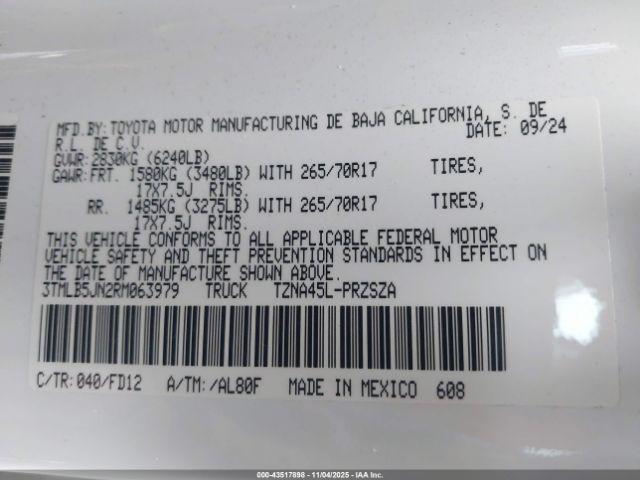 MFD.BY:TOYOTA MOTOR MANUFACTURING DE BAJA CALIFORNIA, S. DE
R.L. DE C.V. DATE: 09/24
GVWR:2830KG (6240LB)
GAWR:FRT. 1580KG (3480LB) WITH 265/70R17 TIRES,
17X7.5J RIMS.
RR. 1485KG (3275LB) WITH 265/70R17 TIRES,
17X7.5J RIMS.
THIS VEHICLE CONFORMS TO ALL APPLICABLE FEDERAL MOTOR
VEHICLE SAFETY AND THEFT PREVENTION STANDARDS IN EFFECT ON
THE DATE OF MANUFACTURE SHOWN ABOVE.
3TMLB5JN2RM063979 TRUCK TZNA45L-PRZSZA
C/TR:040/FD12 A/TM:/AL80F MADE IN MEXICO 608
000-43517898 - 11/04/2025 - IAA, Inc.